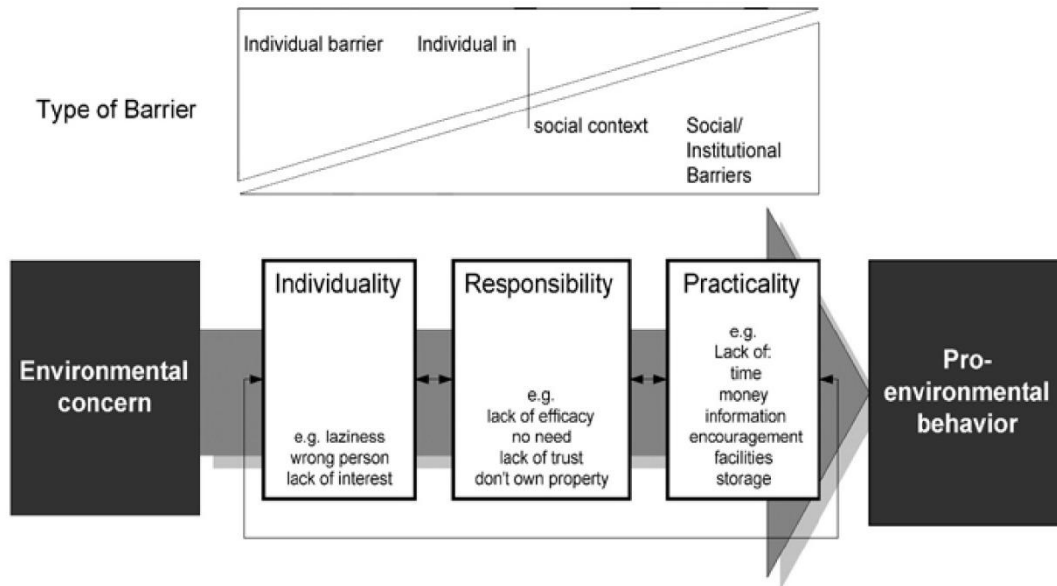 Individual barrier
Individual in
Type of Barrier
social context
Social/
Institutional
Barriers
Environmental
concern
Individuality
e.g. laziness
wrong person
lack of interest
Responsibility
e.g.
lack of efficacy
no need
lack of trust
don't own property
Practicality
e.g.
Lack of:
time
money
information
encouragement
facilities
storage
Pro-
environmental
behavior